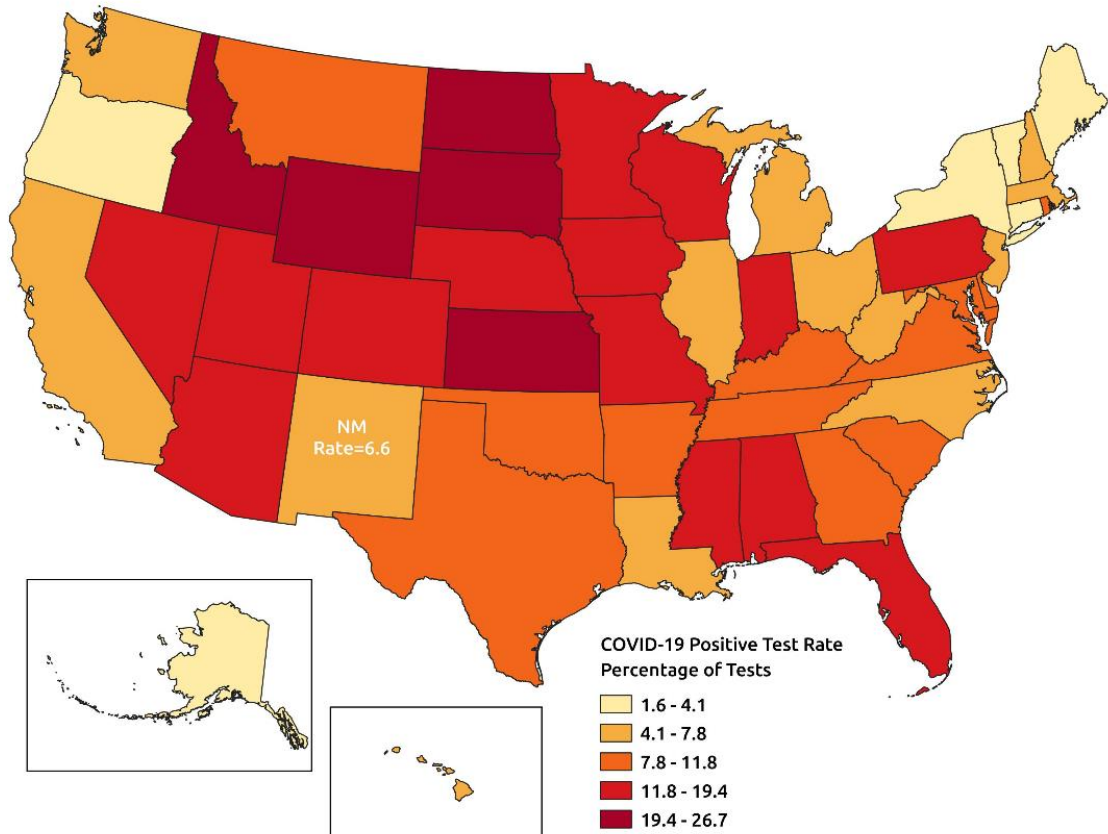 NM
Rate=6.6
COVID-19 Positive Test Rate
Percentage of Tests
1.6 - 4.1
4.1 - 7.8
7.8 - 11.8
11.8 - 19.4
19.4 - 26.7